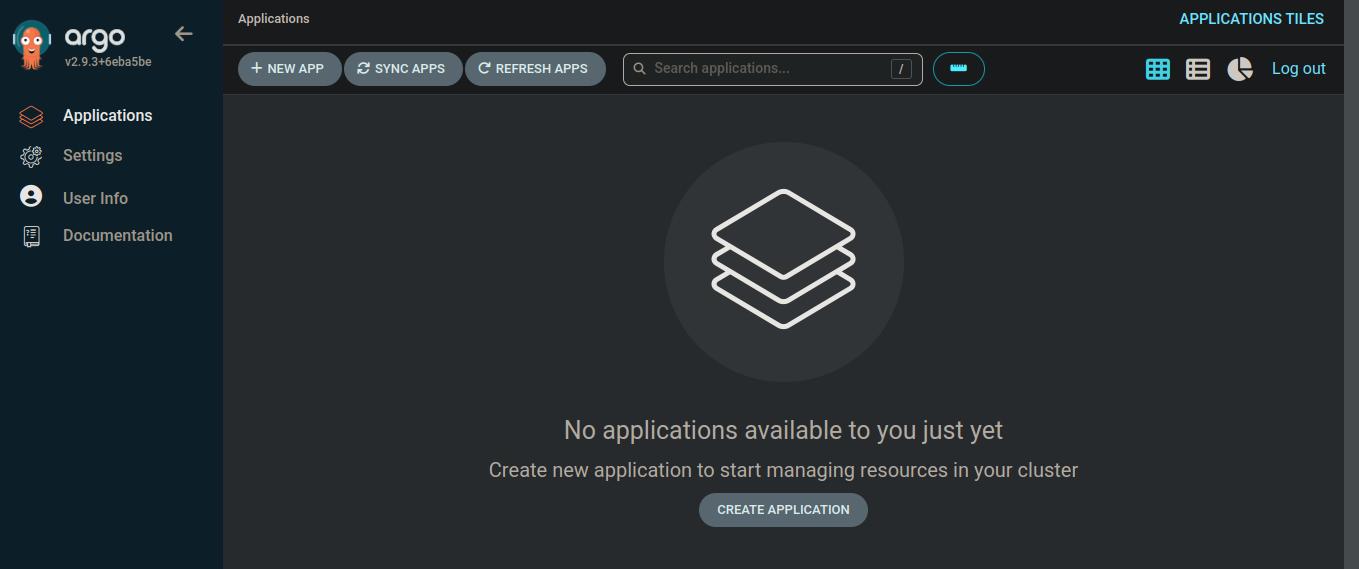 argo
v2.9.3+6eba5be
Applications
Settings
User Info
Documentation
Applications
APPLICATIONS TILES
+ NEW APP
SYNC APPS
REFRESH APPS
Search applications...
/
Log out
No applications available to you just yet
Create new application to start managing resources in your cluster
CREATE APPLICATION